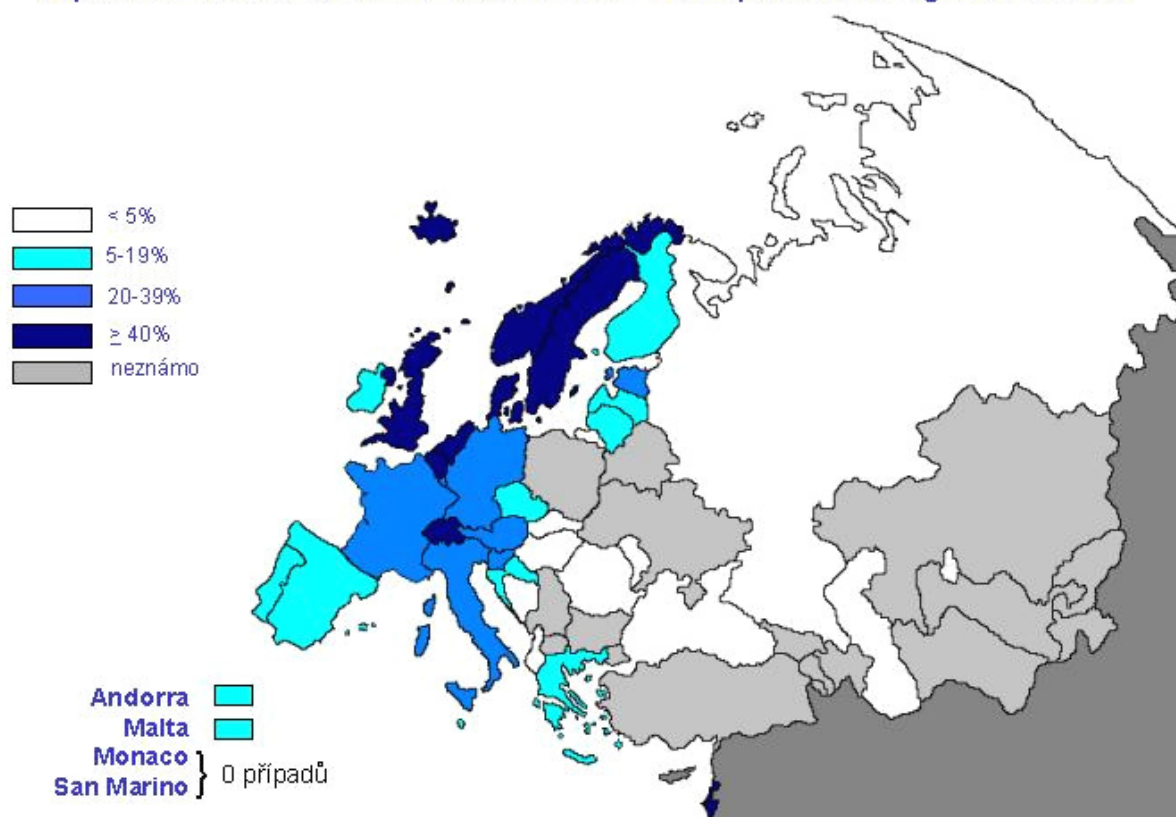 < 5%
5-19%
20-39%
≥ 40%
neznámo
Andorra
Malta
Monaco
San Marino
} 0 případů